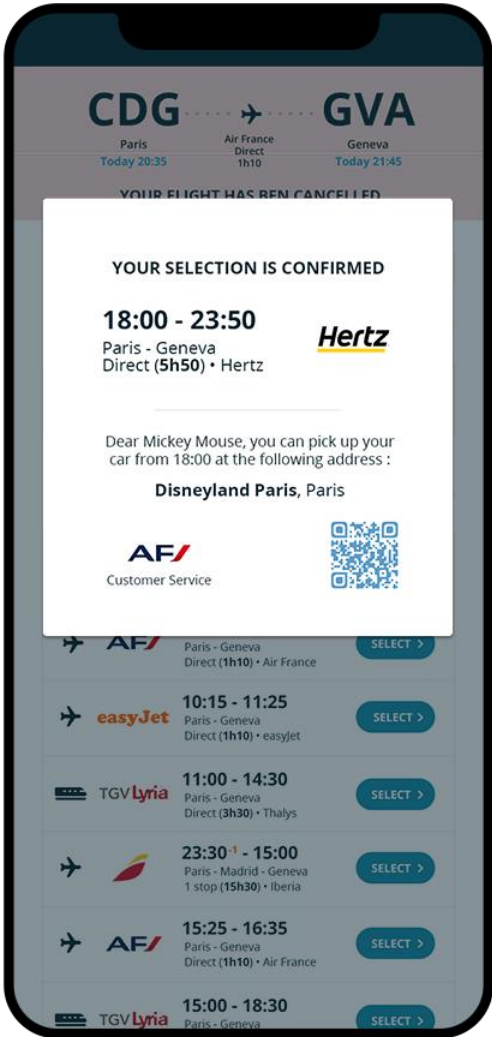 CDG
GVA
Paris
Today 20:35
Air France
Direct
1h10
Geneva
Today 21:45
YOUR FLIGHT HAS BEN CANCELLED
YOUR SELECTION IS CONFIRMED
18:00 - 23:50
Paris - Geneva
Direct (5h50) • Hertz
Hertz
Dear Mickey Mouse, you can pick up your
car from 18:00 at the following address :
Disneyland Paris, Paris
AF
Customer Service
AF
Paris - Geneva
Direct (1h10) • Air France
SELECT >
easyJet
10:15 - 11:25
Paris - Geneva
Direct (1h10) • easyJet
SELECT >
TGV Lyria
11:00 - 14:30
Paris - Geneva
Direct (3h30) • Thalys
SELECT >
23:30-1 - 15:00
Paris - Madrid - Geneva
1 stop (15h30) • Iberia
SELECT >
AF
15:25 - 16:35
Paris - Geneva
Direct (1h10) • Air France
SELECT >
TGV Lyria
15:00 - 18:30
Paris - Geneva
SELECT >